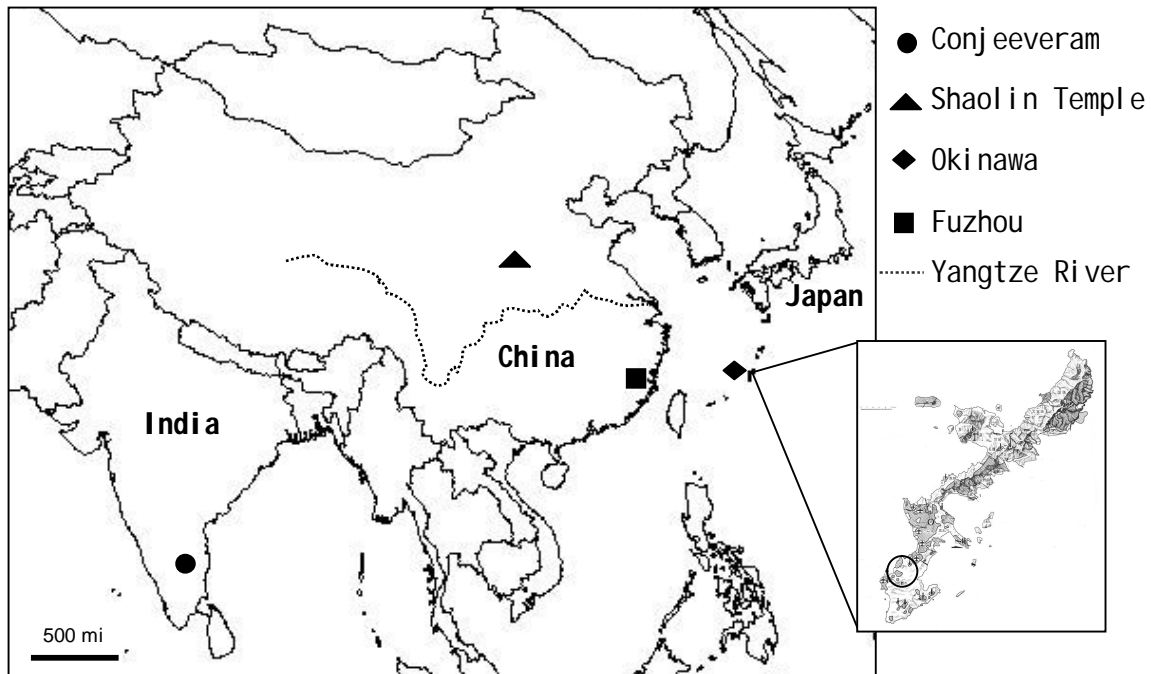 Conjeeveram
Shaolin Temple
Okinawa
Fuzhou
Yangtze River
Japan
China
India
500 mi